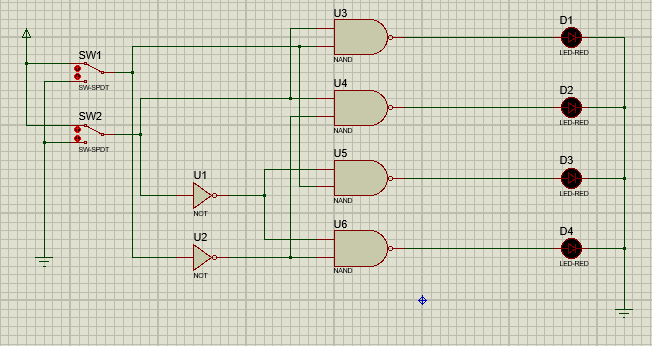 SW1
SW-SPDT
SW2
SW-SPDT
U1
NOT
U2
NOT
U3
NAND
U4
NAND
U5
NAND
U6
NAND
D1
LED-RED
D2
LED-RED
D3
LED-RED
D4
LED-RED